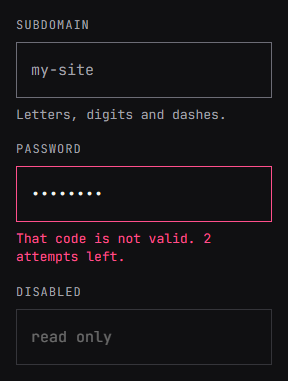 SUBDOMAIN
my-site
Letters, digits and dashes.
PASSWORD
••••••••
That code is not valid. 2
attempts left.
DISABLED
read only